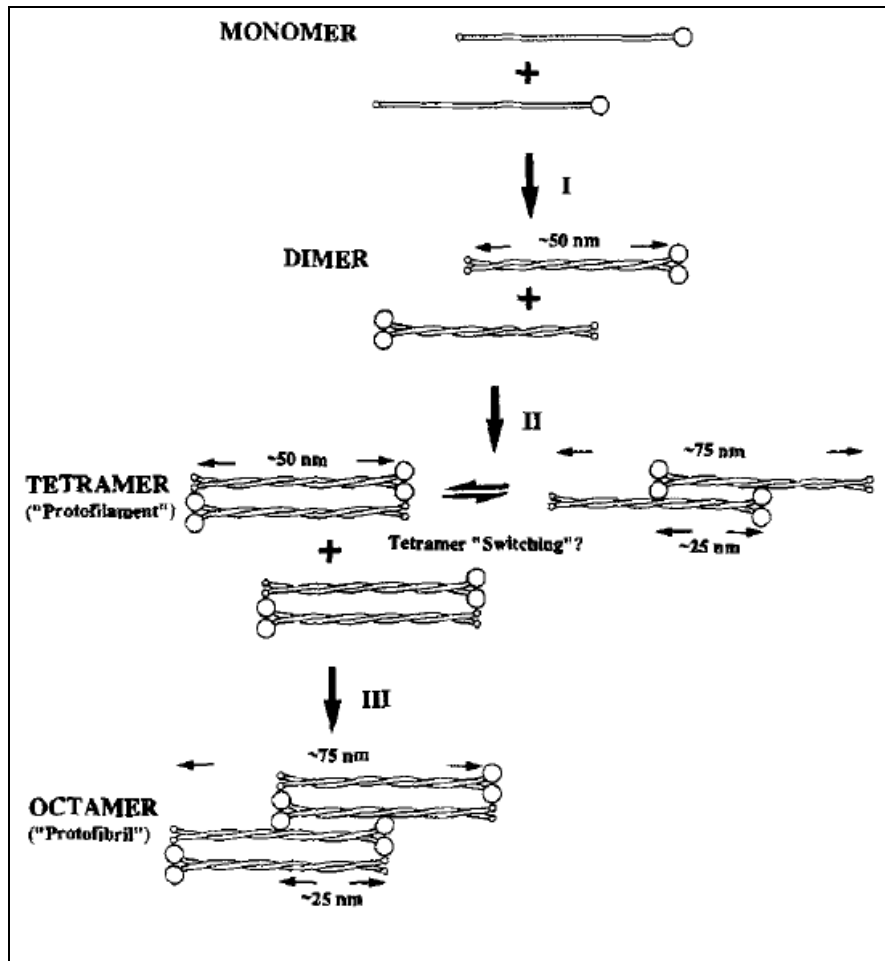 MONOMER
+
I
~50 nm
DIMER
+
II
~50 nm
~75 nm
TETRAMER
("Protofilament")
~25 nm
Tetramer "Switching"?
+
III
~75 nm
OCTAMER
("Protofibril")
~25 nm